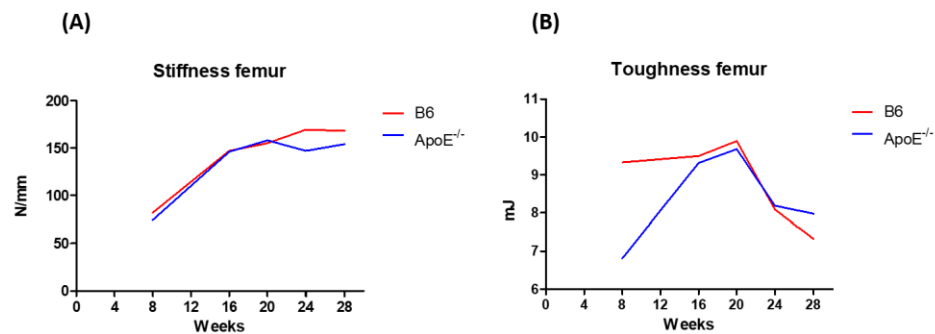 (A)
Stiffness femur
200
150
100
50
0
N/mm
0 4 8 12 16 20 24 28
Weeks
B6
ApoE-/-
(B)
Toughness femur
11
10
9
8
7
6
mJ
0 4 8 12 16 20 24 28
Weeks
B6
ApoE-/-